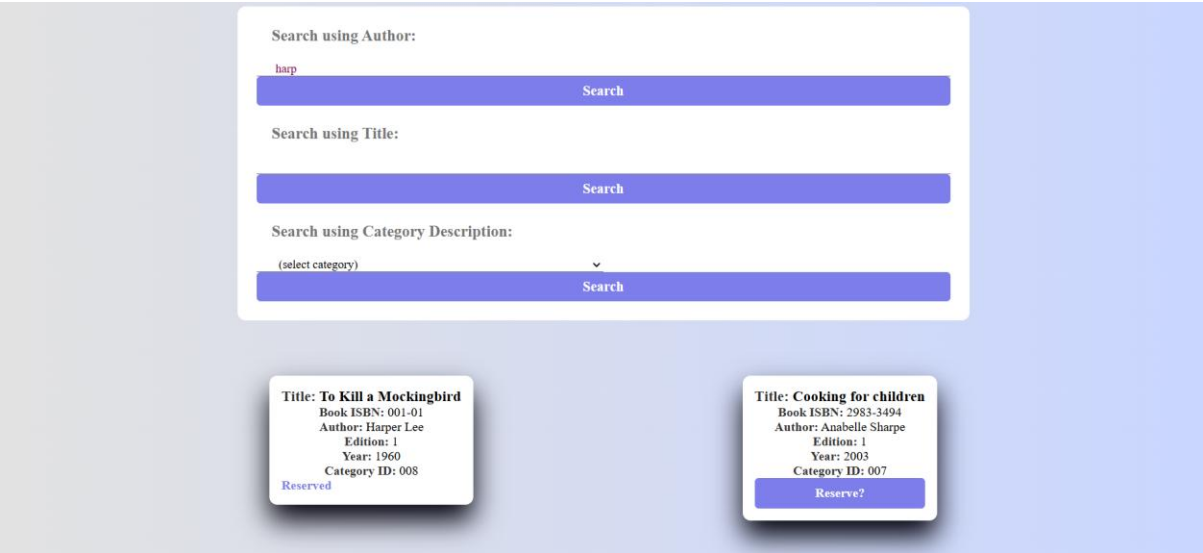 Search using Author:
harp
Search
Search using Title:
Search
Search using Category Description:
(select category)
Search
Title: To Kill a Mockingbird
Book ISBN: 001-01
Author: Harper Lee
Edition: 1
Year: 1960
Category ID: 008
Reserved
Title: Cooking for children
Book ISBN: 2983-3494
Author: Anabelle Sharpe
Edition: 1
Year: 2003
Category ID: 007
Reserve?